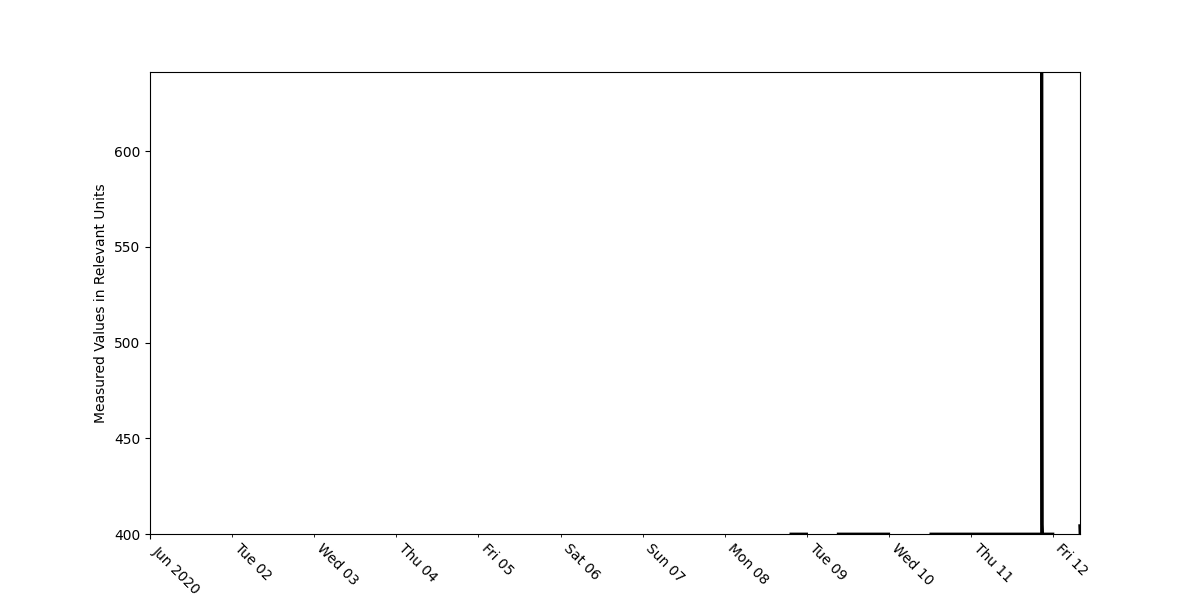 Measured Values in Relevant Units
600
550
500
450
400
Jun 2020
Tue 02
Wed 03
Thu 04
Fri 05
Sat 06
Sun 07
Mon 08
Tue 09
Wed 10
Thu 11
Fri 12